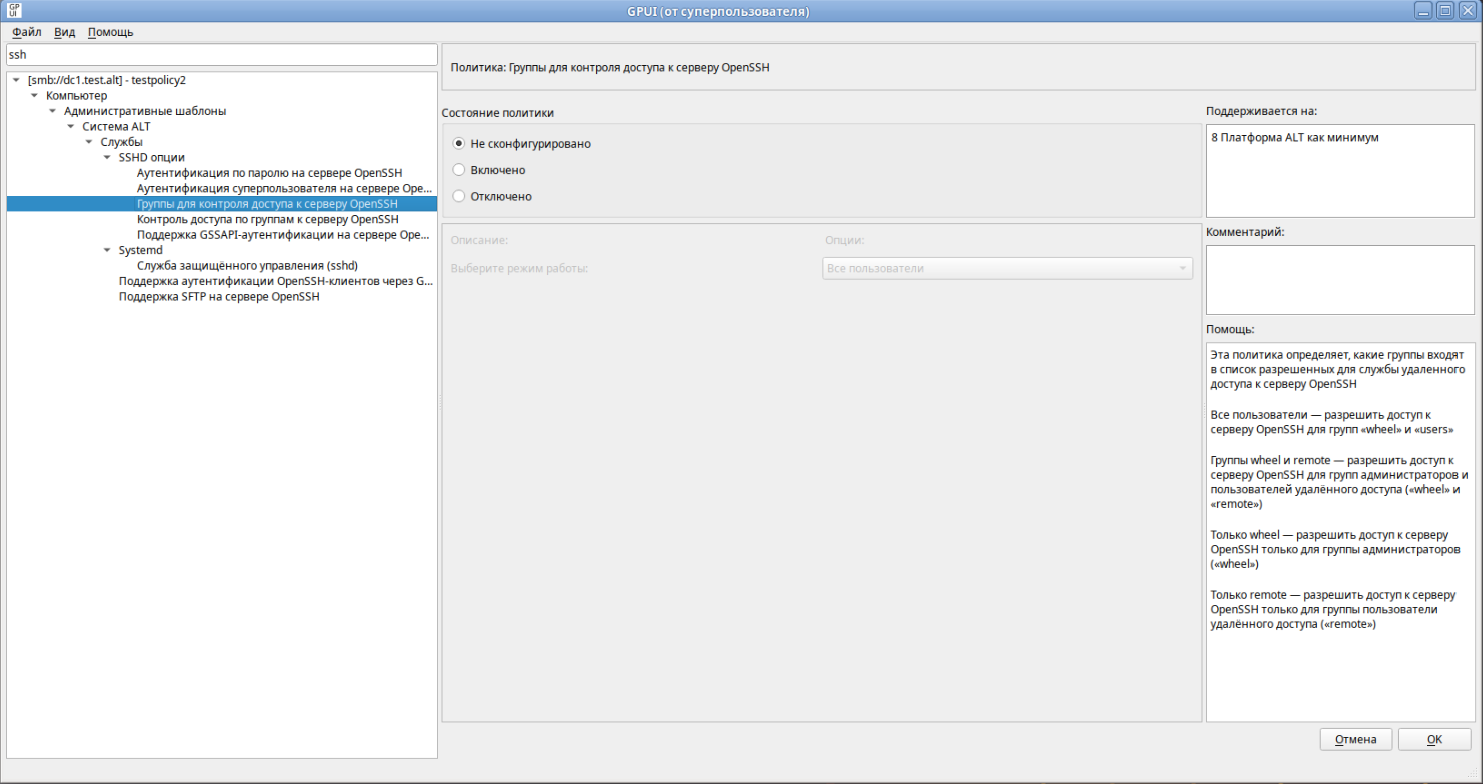 GP UI
GPUI (от суперпользователя)
Файл Вид Помощь
ssh
[smb://dc1.test.alt] - testpolicy2
Компьютер
Административные шаблоны
Система ALT
Службы
SSHD опции
Аутентификация по паролю на сервере OpenSSH
Аутентификация суперпользователя на сервере Ope...
Группы для контроля доступа к серверу OpenSSH
Контроль доступа по группам к серверу OpenSSH
Поддержка GSSAPI-аутентификации на сервере Ope...
Systemd
Служба защищённого управления (sshd)
Поддержка аутентификации OpenSSH-клиентов через G...
Поддержка SFTP на сервере OpenSSH
Политика: Группы для контроля доступа к серверу OpenSSH
Состояние политики
Не сконфигурировано
Включено
Отключено
Описание: Опции:
Выберите режим работы: Все пользователи
Поддерживается на:
8 Платформа ALT как минимум
Комментарий:
Помощь:
Эта политика определяет, какие группы входят
в список разрешенных для службы удаленного
доступа к серверу OpenSSH
Все пользователи — разрешить доступ к
серверу OpenSSH для групп «wheel» и «users»
Группы wheel и remote — разрешить доступ к
серверу OpenSSH для групп администраторов и
пользователей удалённого доступа («wheel» и
«remote»)
Только wheel — разрешить доступ к серверу
OpenSSH только для группы администраторов
(«wheel»)
Только remote — разрешить доступ к серверу
OpenSSH только для группы пользователи
удалённого доступа («remote»)
Отмена OK